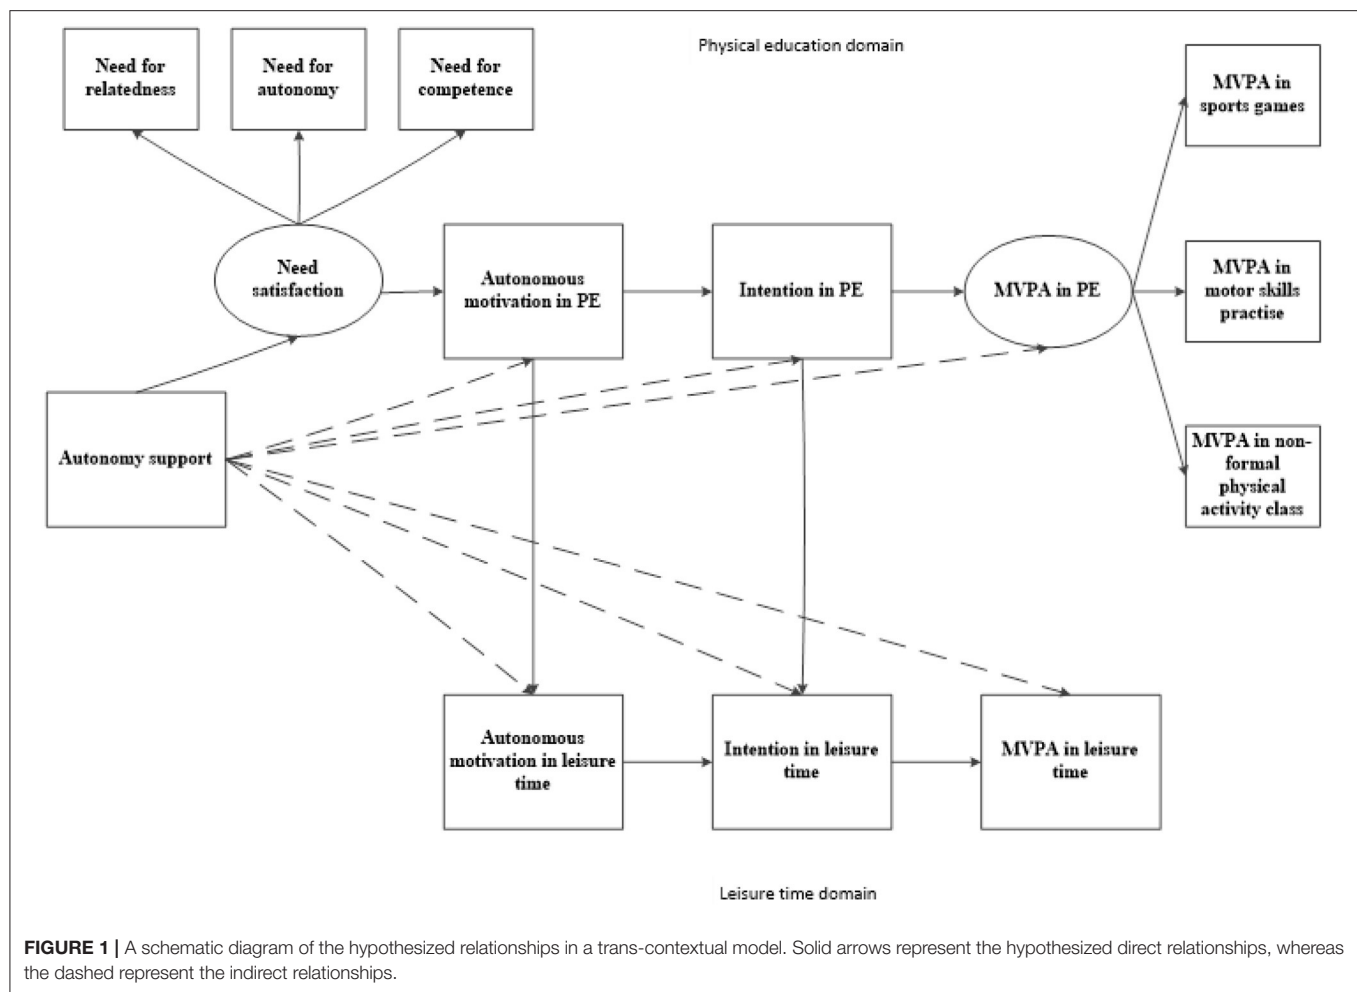 Physical education domain
Need for
relatedness
Need for
autonomy
Need for
competence
MVPA in
sports games
Need
satisfaction
Autonomous
motivation in PE
Intention in PE
MVPA in PE
MVPA in
motor skills
practise
Autonomy support
MVPA in non-
formal
physical
activity class
Autonomous
motivation in leisure
time
Intention in leisure
time
MVPA in leisure
time
Leisure time domain
FIGURE 1 | A schematic diagram of the hypothesized relationships in a trans-contextual model. Solid arrows represent the hypothesized direct relationships, whereas
the dashed represent the indirect relationships.